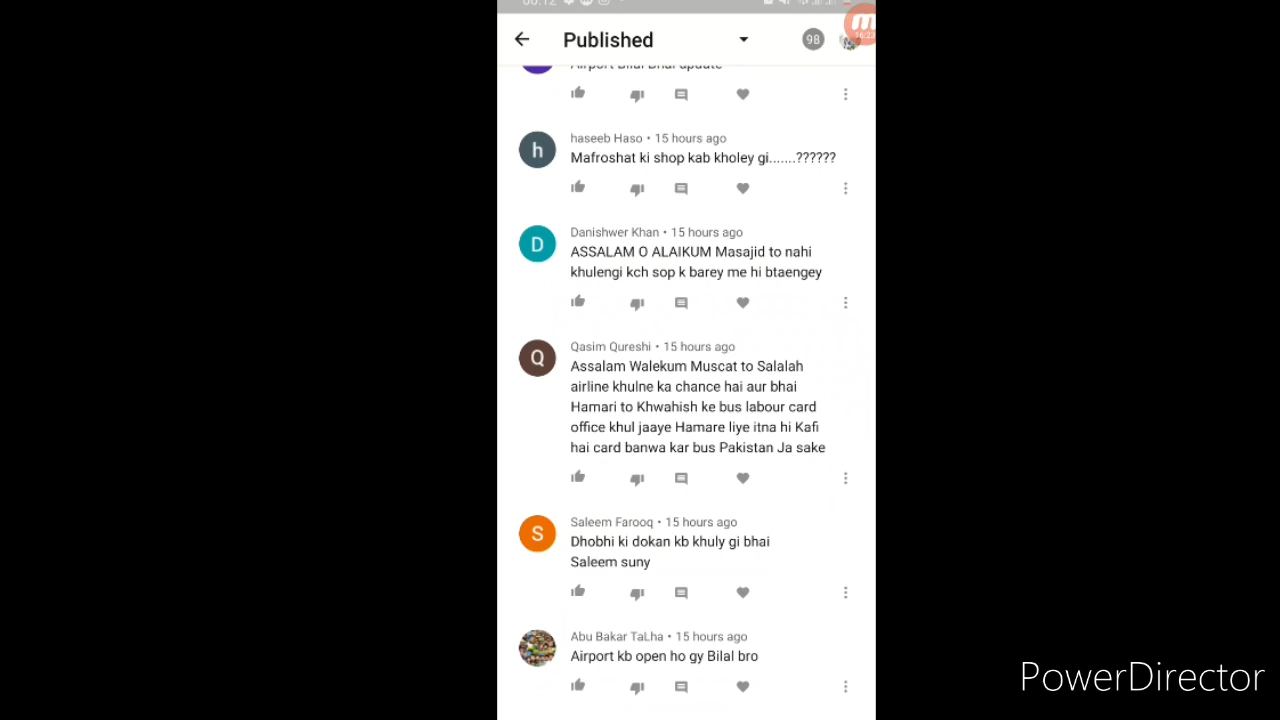 Published
98
16:23
Airport Bilal Bhai update
h
haseeb Haso • 15 hours ago
Mafroshat ki shop kab kholey gi.......??????
D
Danishwer Khan • 15 hours ago
ASSALAM O ALAIKUM Masajid to nahi
khulengi kch sop k barey me hi btaengey
Q
Qasim Qureshi • 15 hours ago
Assalam Walekum Muscat to Salalah
airline khulne ka chance hai aur bhai
Hamari to Khwahish ke bus labour card
office khul jaaye Hamare liye itna hi Kafi
hai card banwa kar bus Pakistan Ja sake
S
Saleem Farooq • 15 hours ago
Dhobhi ki dokan kb khuly gi bhai
Saleem suny
Abu Bakar TaLha • 15 hours ago
Airport kb open ho gy Bilal bro
PowerDirector